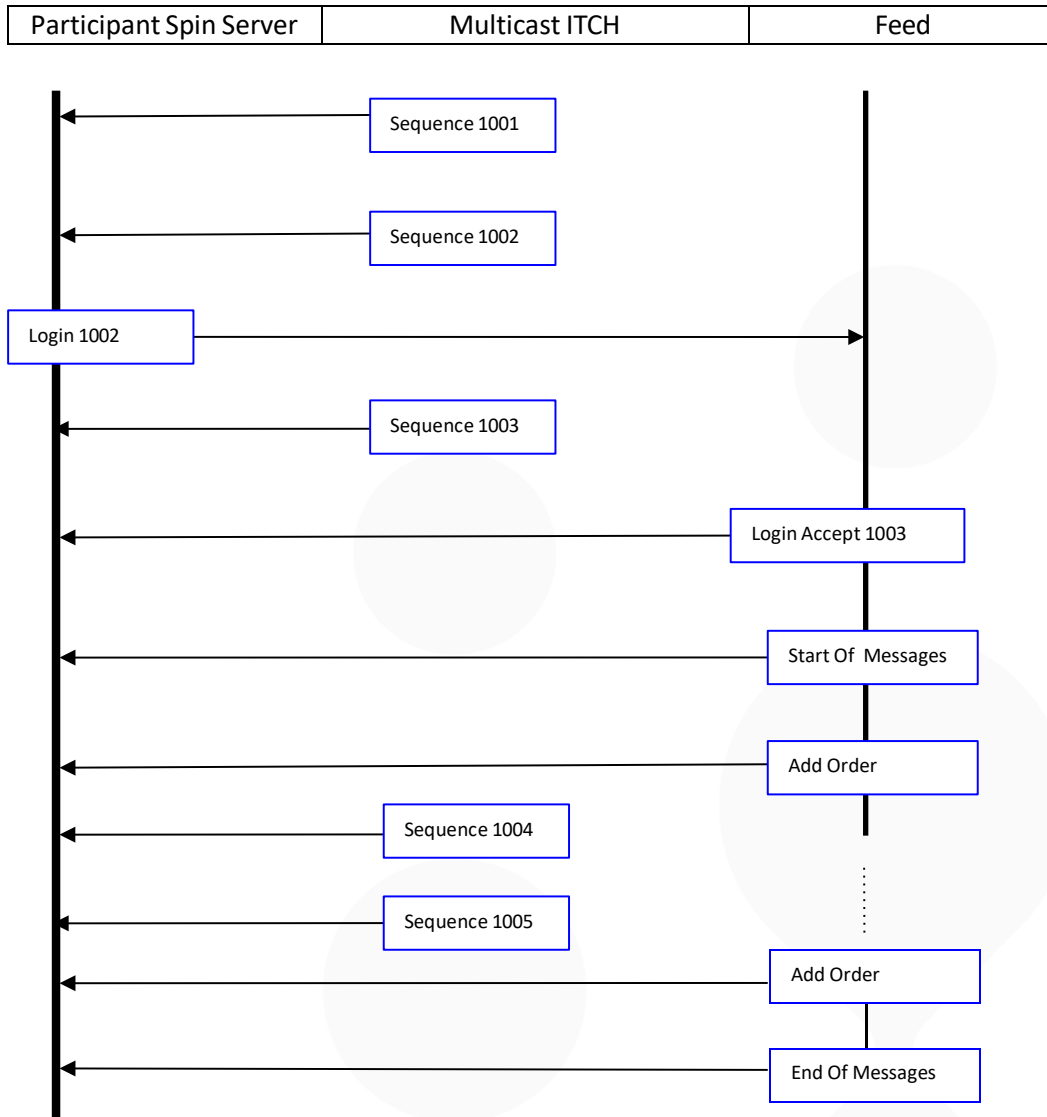 Participant Spin Server
Multicast ITCH
Feed
Sequence 1001
Sequence 1002
Login 1002
Sequence 1003
Login Accept 1003
Start Of Messages
Add Order
Sequence 1004
Sequence 1005
Add Order
End Of Messages